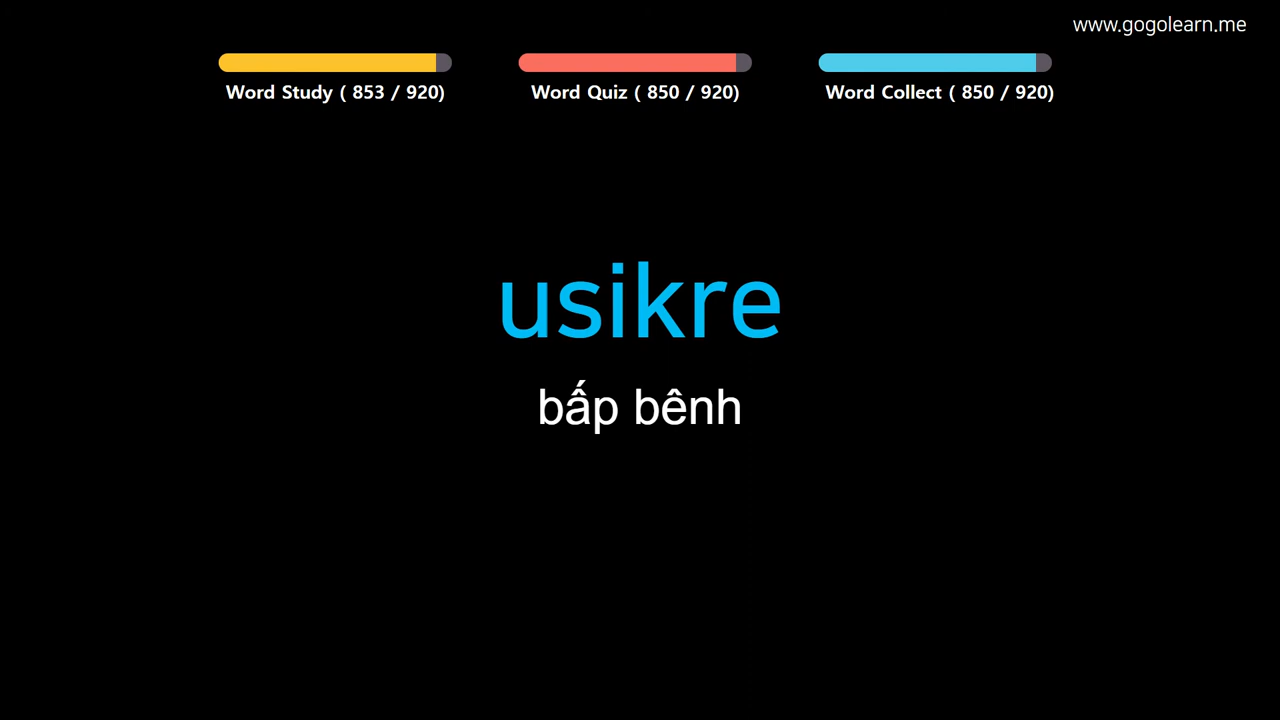 www.gogolearn.me
Word Study ( 853 / 920)
Word Quiz ( 850 / 920)
Word Collect ( 850 / 920)
usikre
bấp bênh